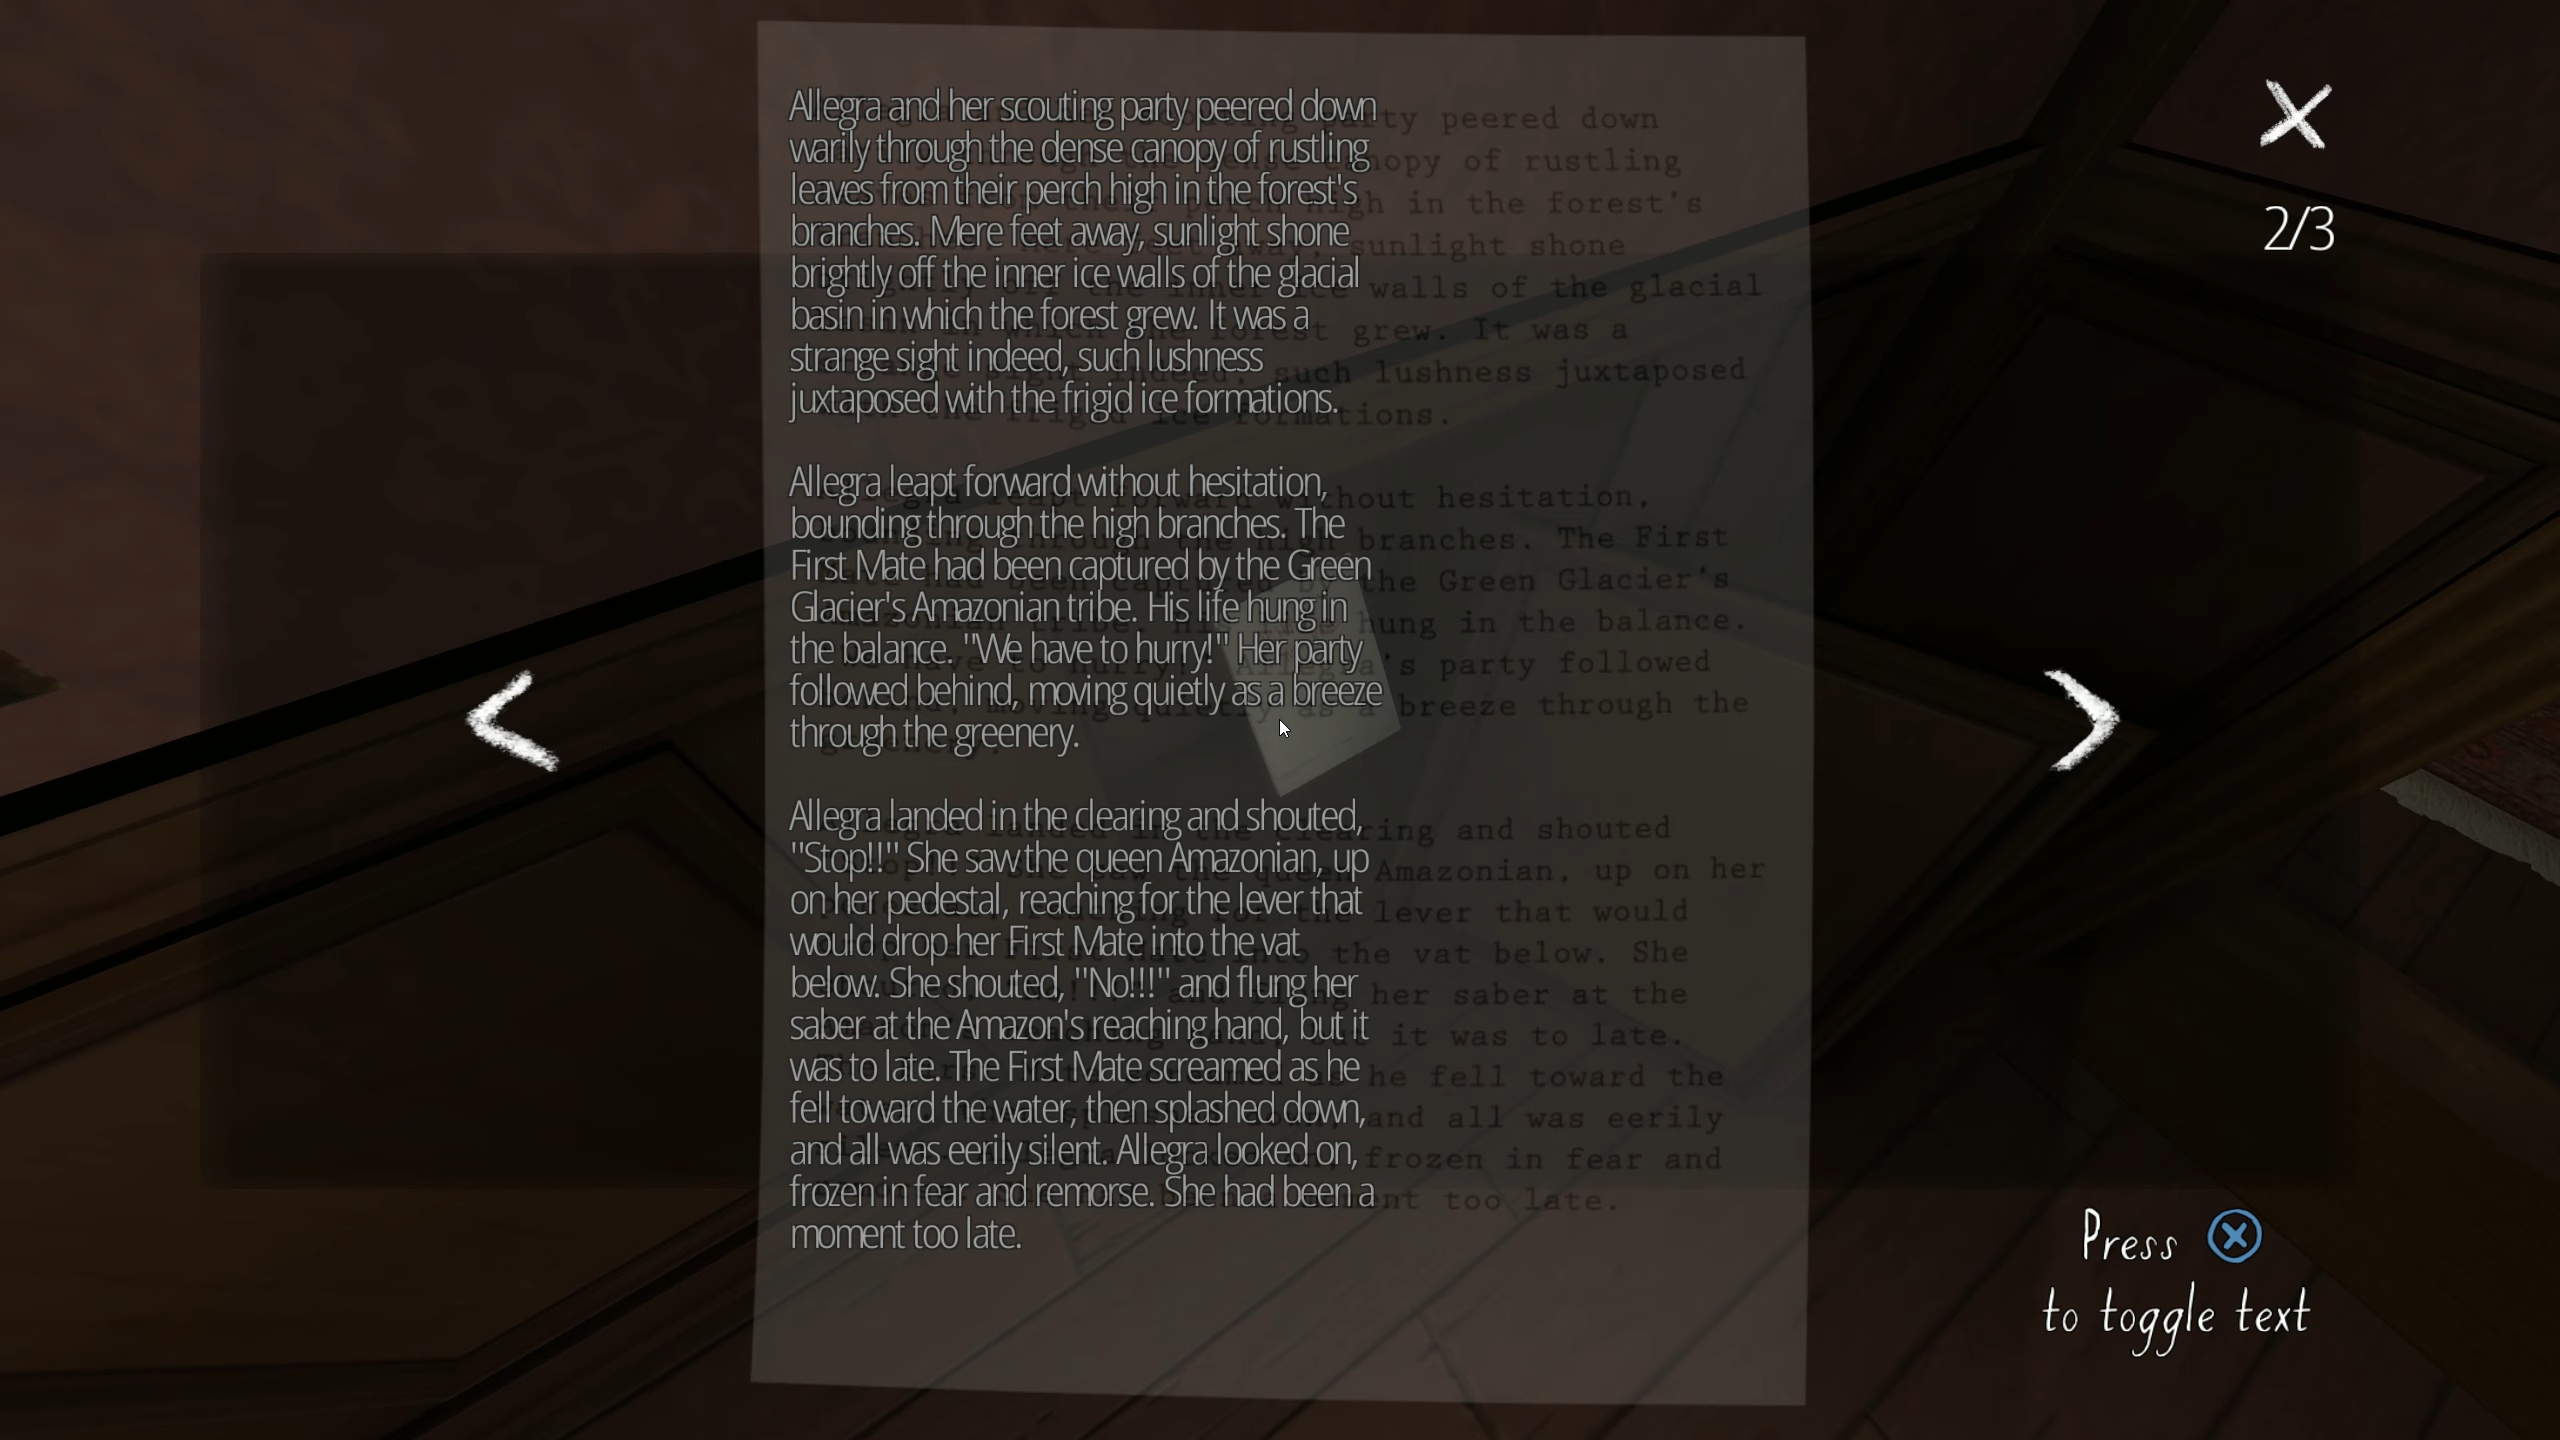 Allegra and her scouting party peered down
warily through the dense canopy of rustling
leaves from their perch high in the forest's
branches. Mere feet away, sunlight shone
brightly off the inner ice walls of the glacial
basin in which the forest grew. It was a
strange sight indeed, such lushness
juxtaposed with the frigid ice formations.
Allegra leapt forward without hesitation,
bounding through the high branches. The
First Mate had been captured by the Green
Glacier's Amazonian tribe. His life hung in
the balance. "We have to hurry!" Her party
followed behind, moving quietly as a breeze
through the greenery.
Allegra landed in the clearing and shouted,
"Stop!!" She saw the queen Amazonian, up
on her pedestal, reaching for the lever that
would drop her First Mate into the vat
below. She shouted, "No!!!" and flung her
saber at the Amazon's reaching hand, but it
was to late. The First Mate screamed as he
fell toward the water, then splashed down,
and all was eerily silent. Allegra looked on,
frozen in fear and remorse. She had been a
moment too late.
2/3
Press
to toggle text